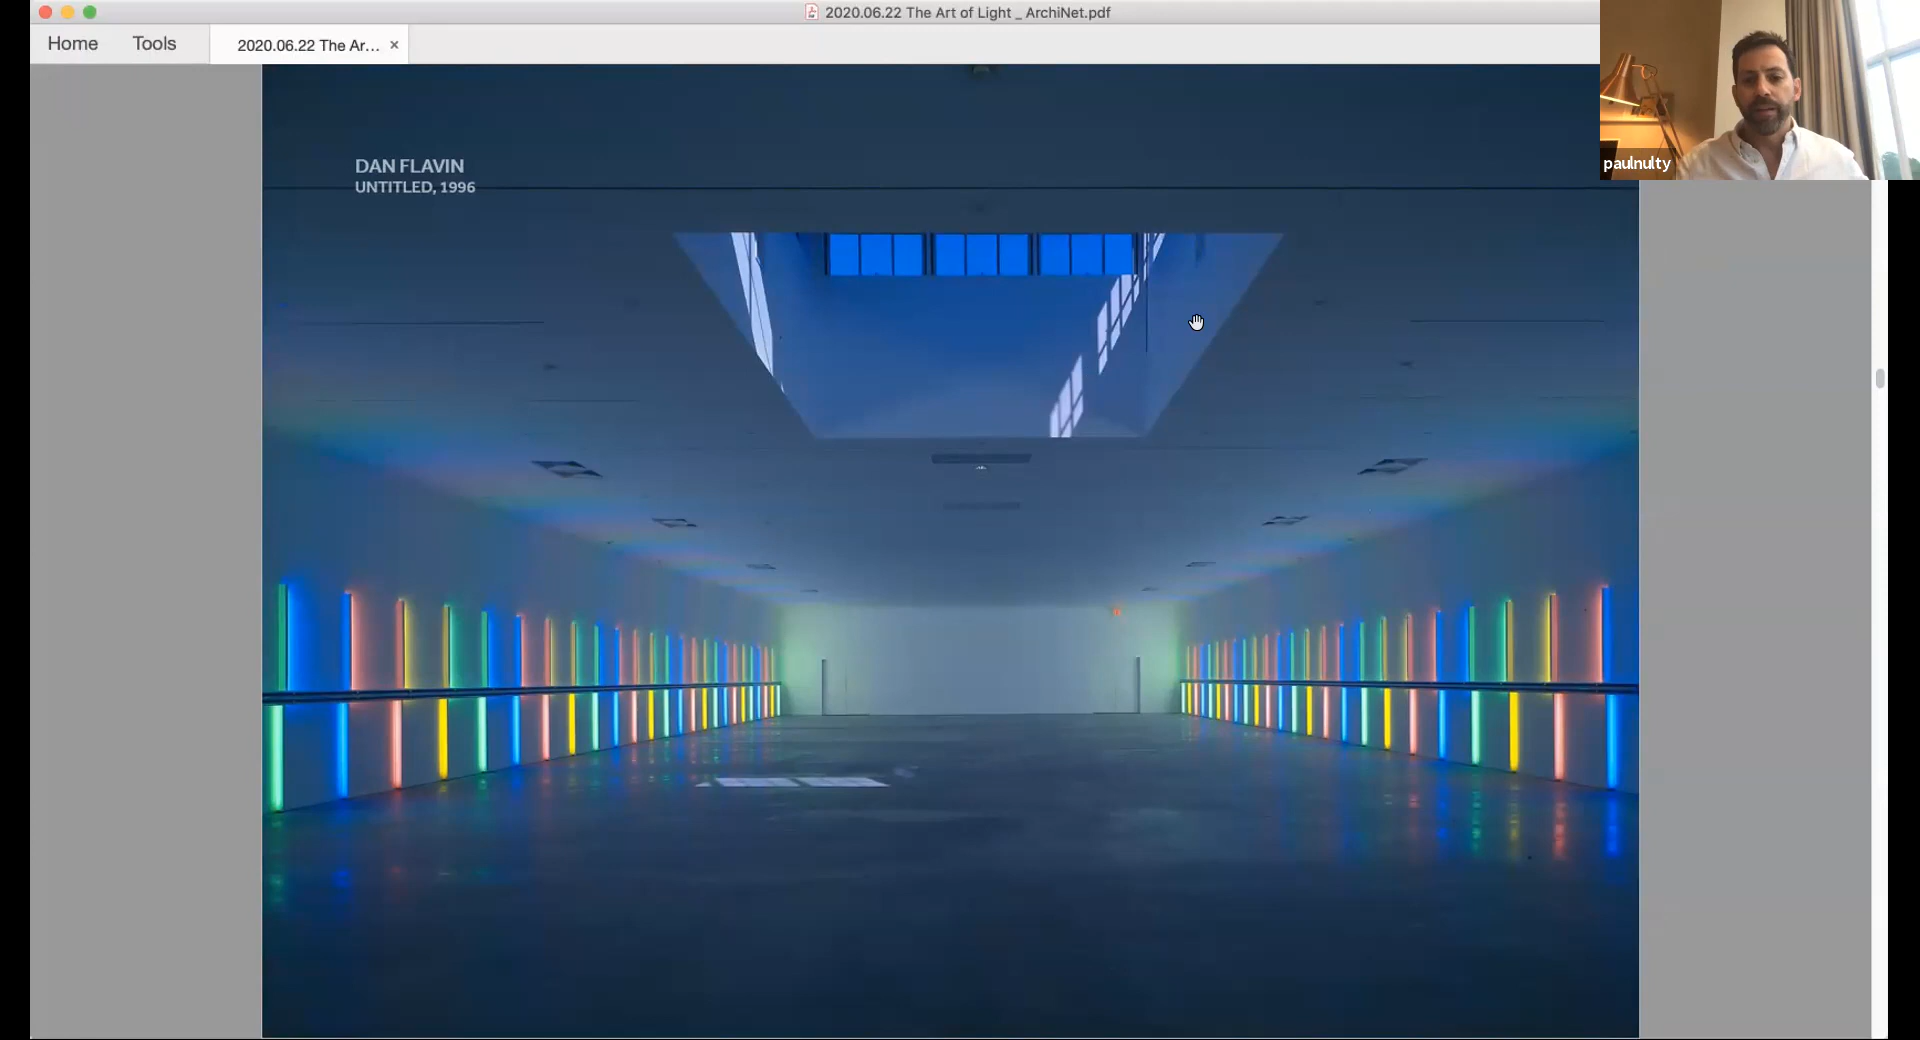 2020.06.22 The Art of Light _ ArchiNet.pdf
Home
Tools
2020.06.22 The Ar...
DAN FLAVIN
UNTITLED, 1996
paulnulty